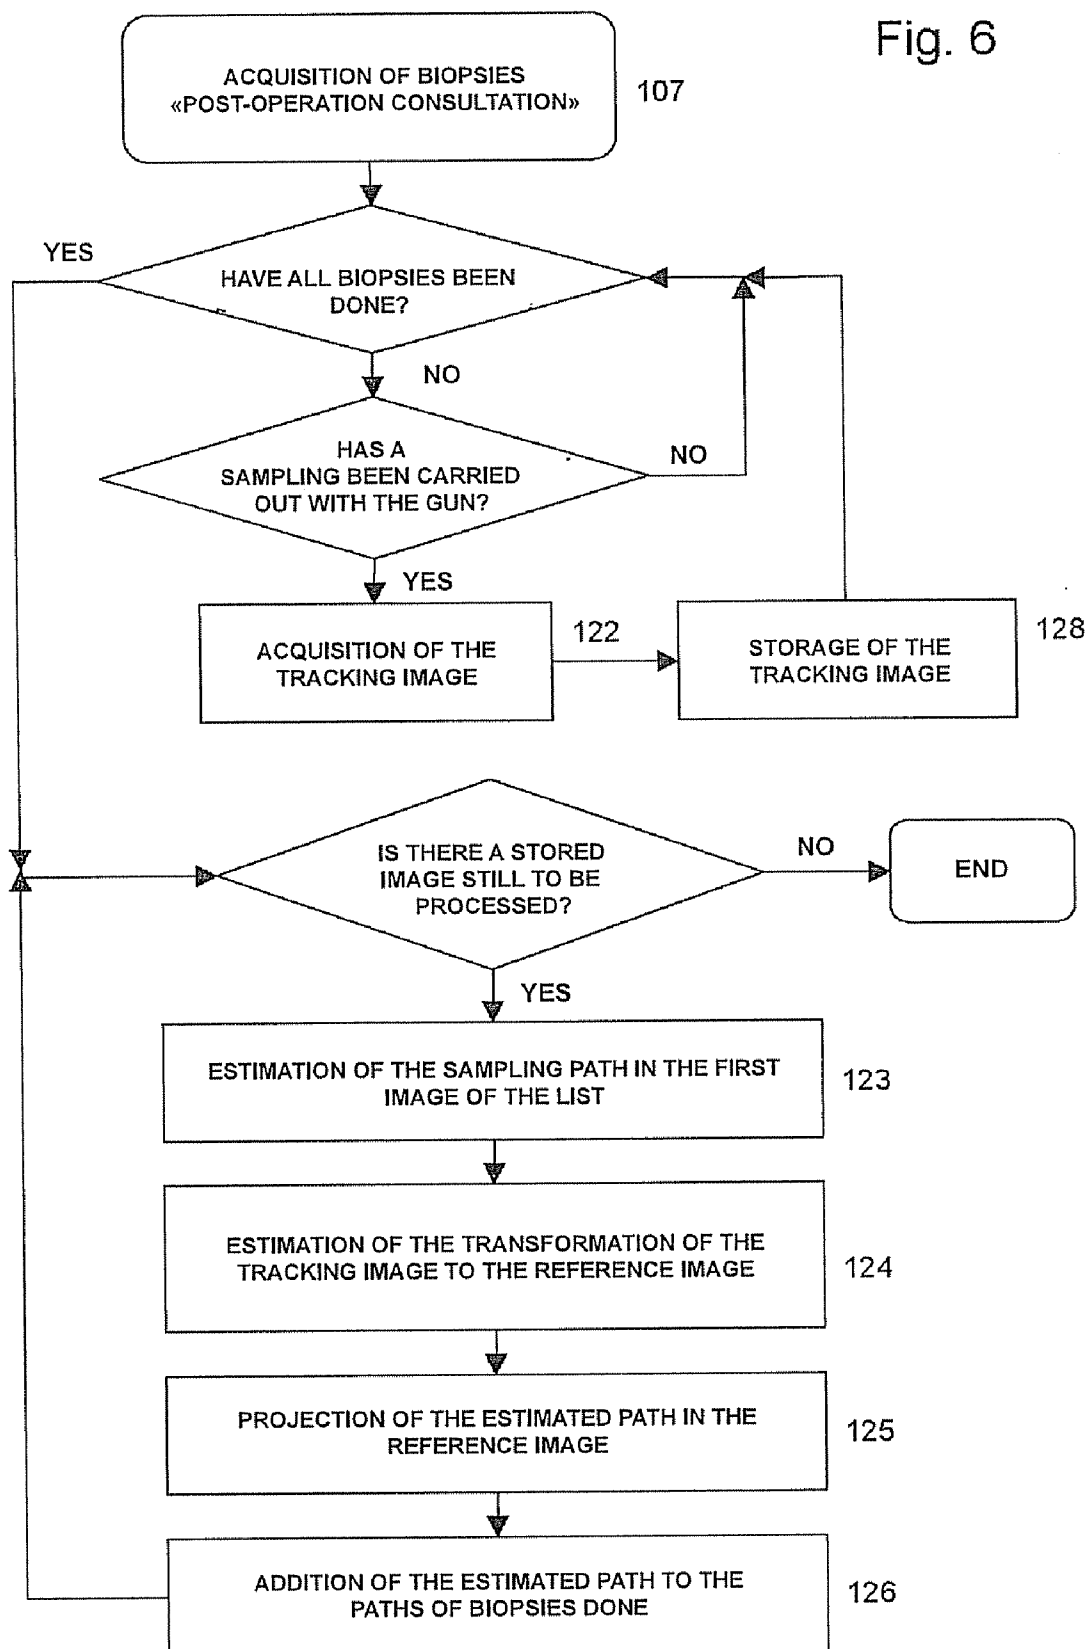 Fig. 6
ACQUISITION OF BIOPSIES
«POST-OPERATION CONSULTATION»
107
YES
HAVE ALL BIOPSIES BEEN
DONE?
NO
HAS A
SAMPLING BEEN CARRIED
OUT WITH THE GUN?
NO
YES
ACQUISITION OF THE
TRACKING IMAGE
122
STORAGE OF THE
TRACKING IMAGE
128
IS THERE A STORED
IMAGE STILL TO BE
PROCESSED?
NO
END
YES
ESTIMATION OF THE SAMPLING PATH IN THE FIRST
IMAGE OF THE LIST
123
ESTIMATION OF THE TRANSFORMATION OF THE
TRACKING IMAGE TO THE REFERENCE IMAGE
124
PROJECTION OF THE ESTIMATED PATH IN THE
REFERENCE IMAGE
125
ADDITION OF THE ESTIMATED PATH TO THE
PATHS OF BIOPSIES DONE
126